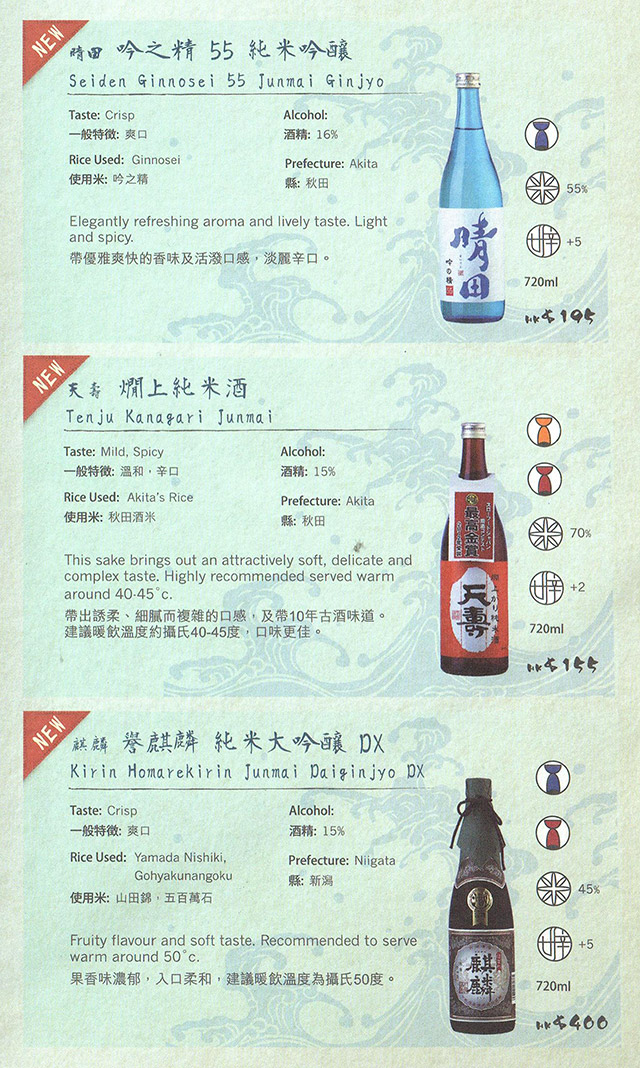 NEW
晴田 吟之精 55 純米吟釀
Seiden Ginnosei 55 Junmai Ginjyo
Taste: Crisp
一般特徵: 爽口
Alcohol:
酒精: 16%
Rice Used: Ginnosei
使用米: 吟之精
Prefecture: Akita
縣: 秋田
Elegantly refreshing aroma and lively taste. Light
and spicy.
帶優雅爽快的香味及活潑口感，淡麗辛口。
晴田
吟の精
55%
甘辛
+5
720ml
HK$195
NEW
天壽 燗上純米酒
Tenju Kanagari Junmai
Taste: Mild, Spicy
一般特徵: 溫和，辛口
Alcohol:
酒精: 15%
Rice Used: Akita's Rice
使用米: 秋田酒米
Prefecture: Akita
縣: 秋田
This sake brings out an attractively soft, delicate and
complex taste. Highly recommended served warm
around 40-45°c.
帶出誘柔、細膩而複雜的口感，及帶10年古酒味道。
建議暖飲溫度約攝氏40-45度，口味更佳。
最高金賞
天壽
70%
甘辛
+2
720ml
HK$155
NEW
麒麟 譽麒麟 純米大吟釀 DX
Kirin Homarekirin Junmai Daiginjyo DX
Taste: Crisp
一般特徵: 爽口
Alcohol:
酒精: 15%
Rice Used: Yamada Nishiki,
Gohyakunangoku
使用米: 山田錦，五百萬石
Prefecture: Niigata
縣: 新潟
Fruity flavour and soft taste. Recommended to serve
warm around 50°c.
果香味濃郁，入口柔和，建議暖飲溫度為攝氏50度。
麒麟
45%
甘辛
+5
720ml
HK$400